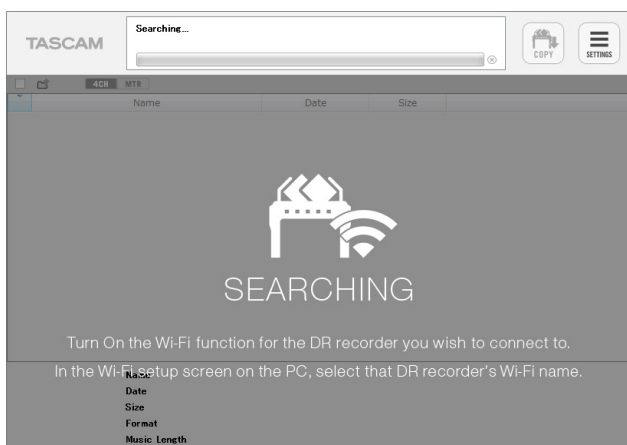 TASCAM
Searching...
COPY
SETTINGS
4CH MTR
Name Date Size
SEARCHING
Turn On the Wi-Fi function for the DR recorder you wish to connect to.
In the Wi-Fi setup screen on the PC, select that DR recorder's Wi-Fi name.
Name
Date
Size
Format
Music Length